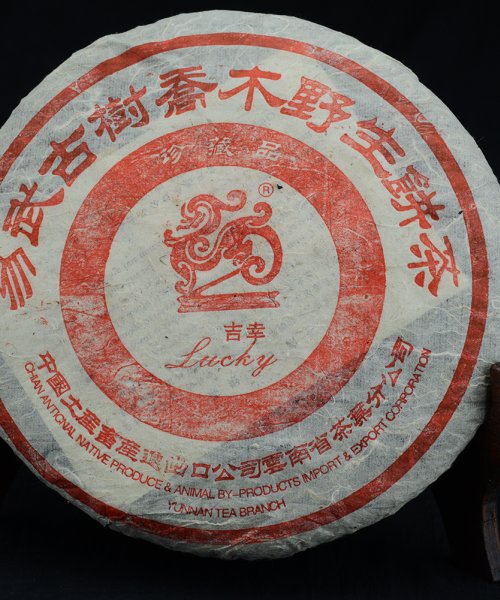 易武古樹喬木野生餅茶
珍藏品
®
吉幸
Lucky
中國土產畜產進出口公司雲南省茶葉分公司
CHIAN ANTIONAL NATIVE PRODUCE & ANIMAL BY-PRODUCTS IMPORT & EXPORT CORPORATION
YUNNAN TEA BRANCH